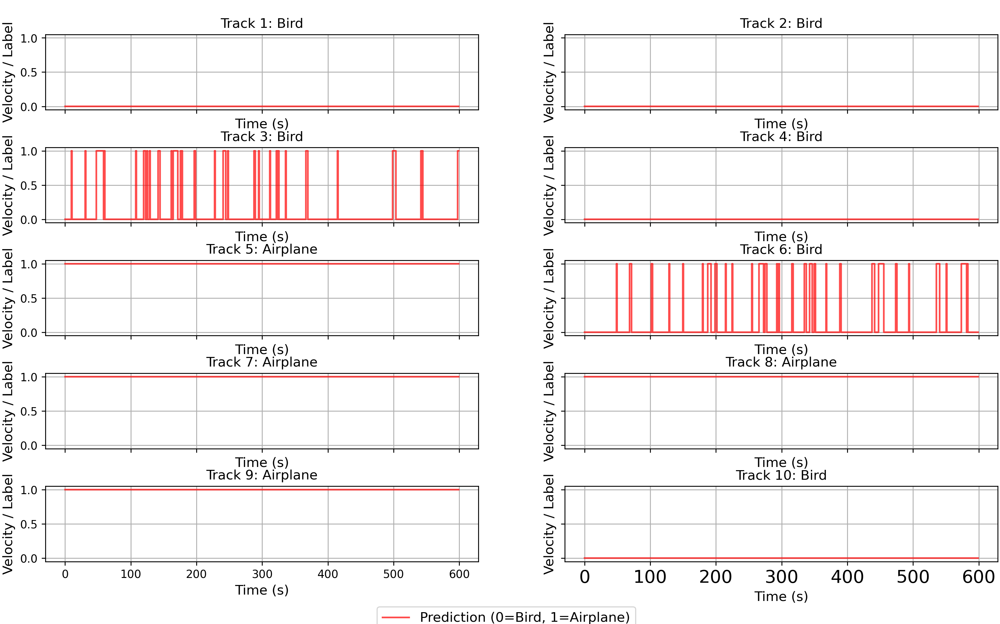 Track 1: Bird
Velocity / Label
1.0
0.5
0.0
Time (s)
Track 2: Bird
Velocity / Label
Time (s)
Track 3: Bird
Velocity / Label
1.0
0.5
0.0
Time (s)
Track 4: Bird
Velocity / Label
Time (s)
Track 5: Airplane
Velocity / Label
1.0
0.5
0.0
Time (s)
Track 6: Bird
Velocity / Label
Time (s)
Track 7: Airplane
Velocity / Label
1.0
0.5
0.0
Time (s)
Track 8: Airplane
Velocity / Label
Time (s)
Track 9: Airplane
Velocity / Label
1.0
0.5
0.0
0 100 200 300 400 500 600
Time (s)
Track 10: Bird
Velocity / Label
0 100 200 300 400 500 600
Time (s)
Prediction (0=Bird, 1=Airplane)